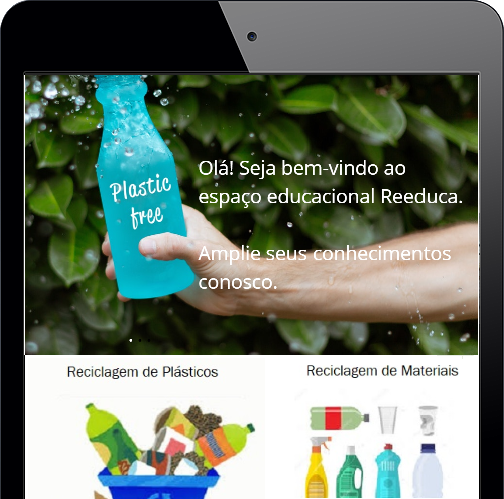 Plastic
free
Olá! Seja bem-vindo ao
espaço educacional Reeduca.
Amplie seus conhecimentos
conosco.
Reciclagem de Plásticos
Reciclagem de Materiais